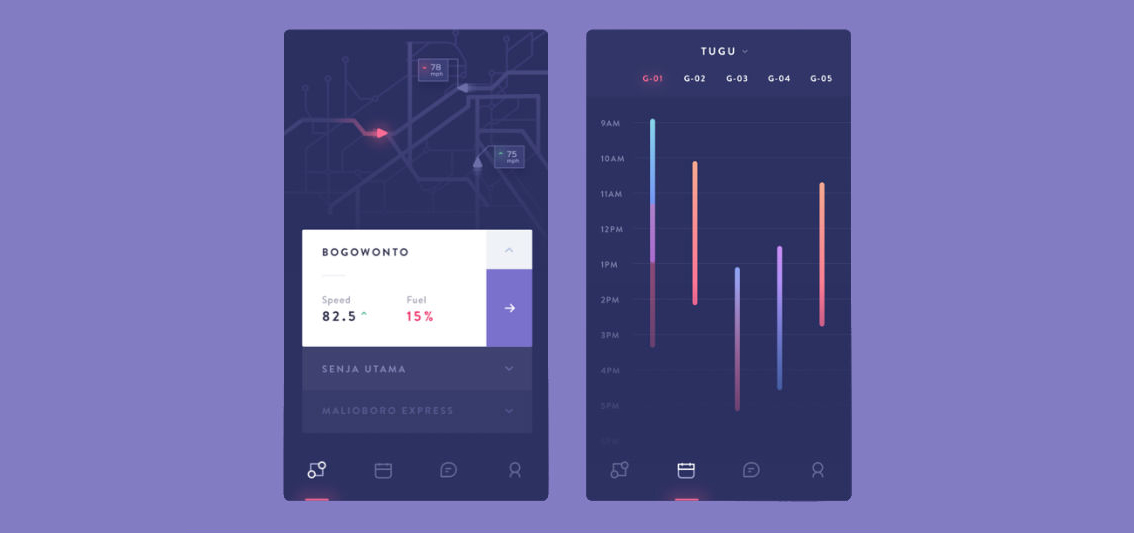 78
mph
75
mph
BOGOWONTO
Speed
Fuel
82.5
15%
SENJA UTAMA
MALIOBORO EXPRESS
TUGU
G-01 G-02 G-03 G-04 G-05
9AM
10AM
11AM
12PM
1PM
2PM
3PM
4PM
5PM